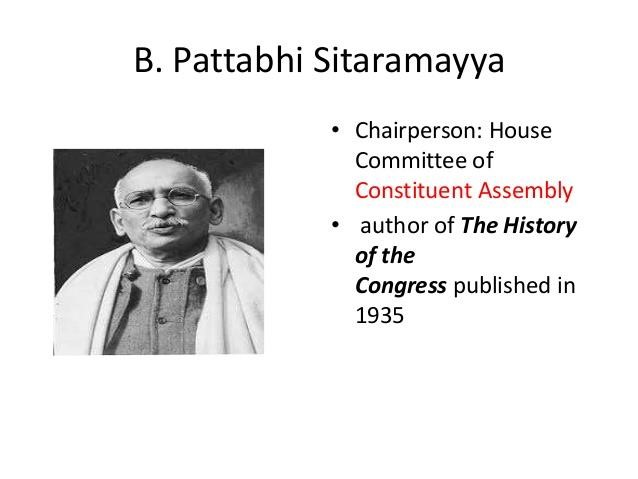 B. Pattabhi Sitaramayya
• Chairperson: House
Committee of
Constituent Assembly
• author of The History
of the
Congress published in
1935